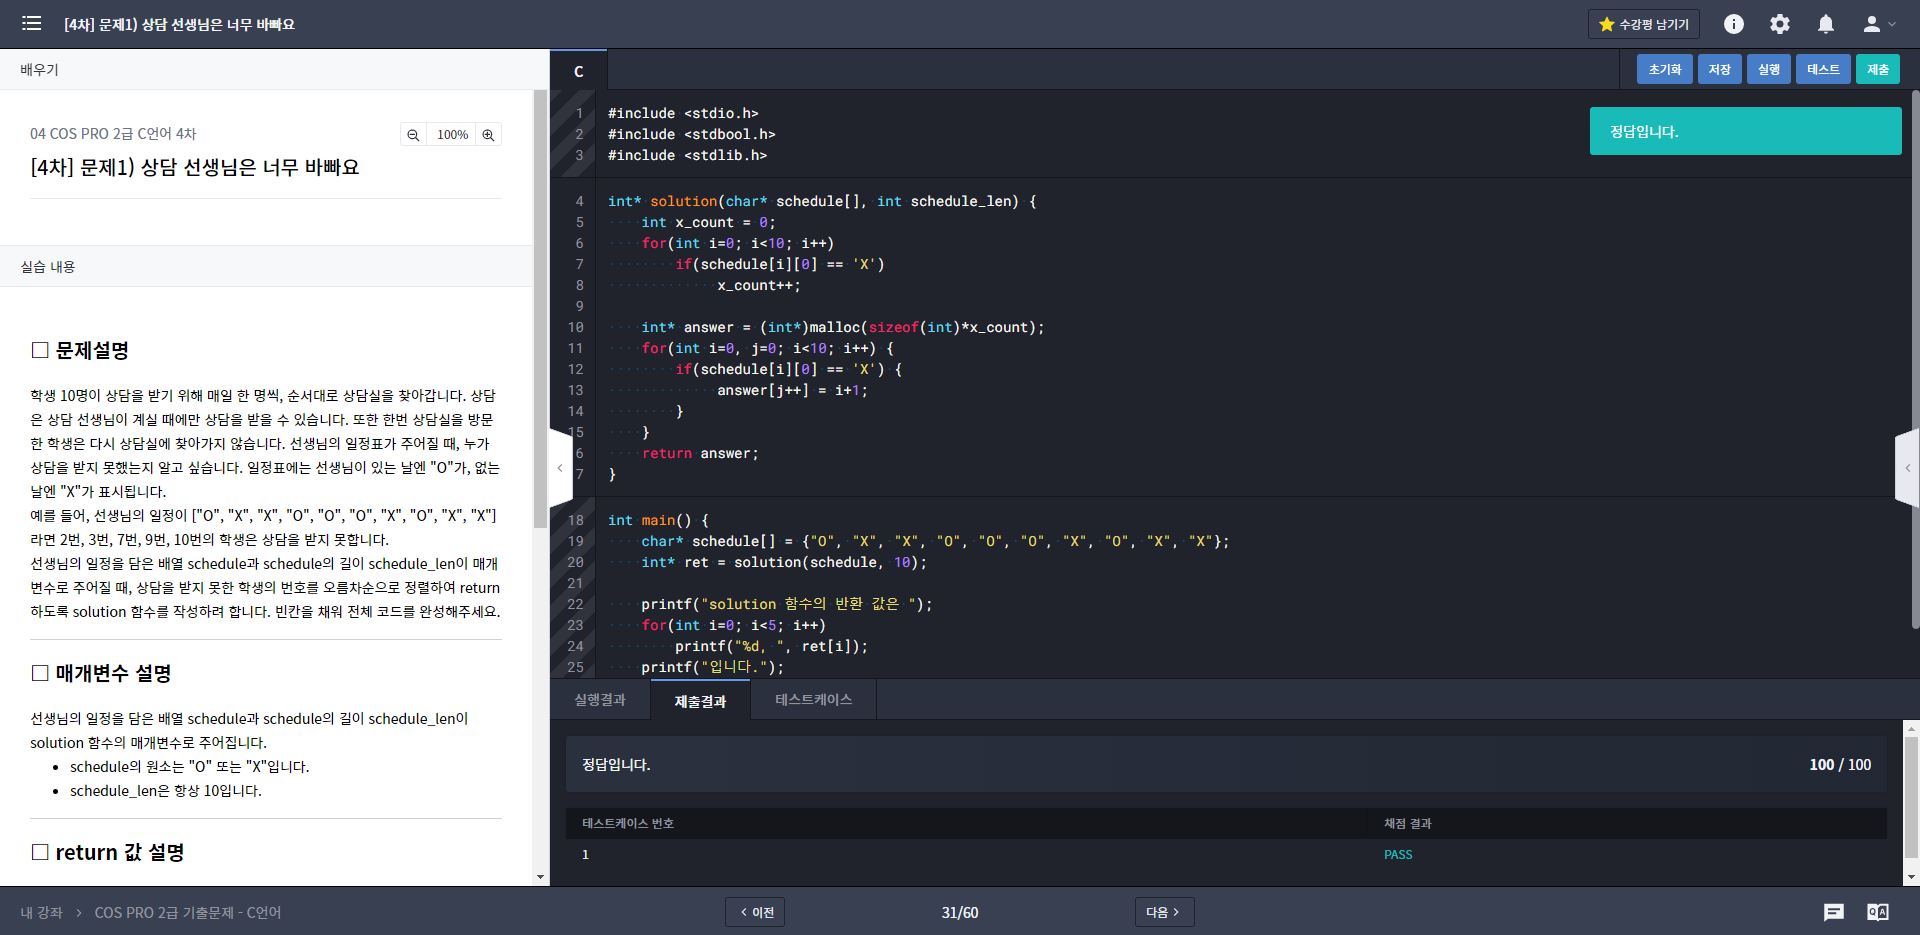 [4차] 문제1) 상담 선생님은 너무 바빠요
수강평 남기기
배우기
04 COS PRO 2급 C언어 4차
100%
[4차] 문제1) 상담 선생님은 너무 바빠요
실습 내용
□ 문제설명
학생 10명이 상담을 받기 위해 매일 한 명씩, 순서대로 상담실을 찾아갑니다. 상담
은 상담 선생님이 계실 때에만 상담을 받을 수 있습니다. 또한 한번 상담실을 방문
한 학생은 다시 상담실에 찾아가지 않습니다. 선생님의 일정표가 주어질 때, 누가
상담을 받지 못했는지 알고 싶습니다. 일정표에는 선생님이 있는 날엔 "O"가, 없는
날엔 "X"가 표시됩니다.
예를 들어, 선생님의 일정이 ["O", "X", "X", "O", "O", "O", "X", "O", "X", "X"]
라면 2번, 3번, 7번, 9번, 10번의 학생은 상담을 받지 못합니다.
선생님의 일정을 담은 배열 schedule과 schedule의 길이 schedule_len이 매개
변수로 주어질 때, 상담을 받지 못한 학생의 번호를 오름차순으로 정렬하여 return
하도록 solution 함수를 작성하려 합니다. 빈칸을 채워 전체 코드를 완성해주세요.
□ 매개변수 설명
선생님의 일정을 담은 배열 schedule과 schedule의 길이 schedule_len이
solution 함수의 매개변수로 주어집니다.
• schedule의 원소는 "O" 또는 "X"입니다.
• schedule_len은 항상 10입니다.
□ return 값 설명
C
초기화 저장 실행 테스트 제출
정답입니다.
1 #include <stdio.h>
2 #include <stdbool.h>
3 #include <stdlib.h>
4 int* solution(char* schedule[], int schedule_len) {
5     int x_count = 0;
6     for(int i=0; i<10; i++)
7         if(schedule[i][0] == 'X')
8             x_count++;
9
10     int* answer = (int*)malloc(sizeof(int)*x_count);
11     for(int i=0, j=0; i<10; i++) {
12         if(schedule[i][0] == 'X') {
13             answer[j++] = i+1;
14         }
15     }
6     return answer;
7 }
18 int main() {
19     char* schedule[] = {"O", "X", "X", "O", "O", "O", "X", "O", "X", "X"};
20     int* ret = solution(schedule, 10);
21
22     printf("solution 함수의 반환 값은 ");
23     for(int i=0; i<5; i++)
24         printf("%d, ", ret[i]);
25     printf("입니다.");
실행결과 제출결과 테스트케이스
정답입니다. 100 / 100
테스트케이스 번호 채점 결과
1 PASS
내 강좌 > COS PRO 2급 기출문제 - C언어
< 이전 31/60 다음 >
Q A